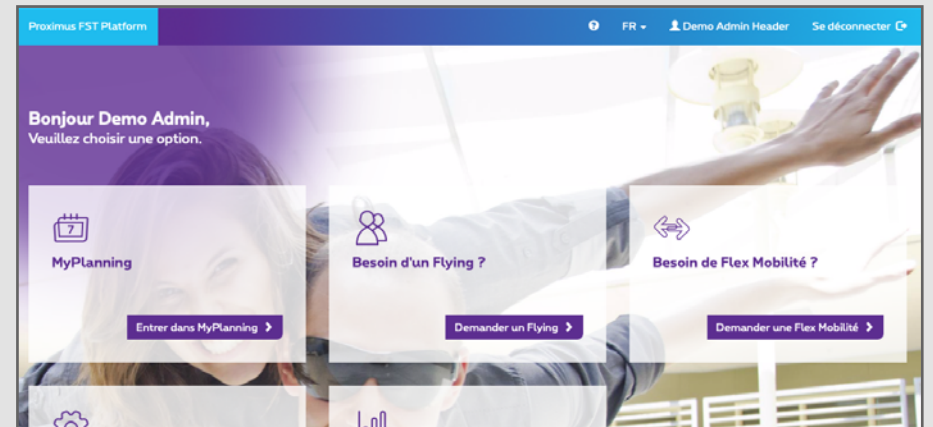 Proximus FST Platform
FR
Demo Admin Header
Se déconnecter
Bonjour Demo Admin,
Veuillez choisir une option.
7
MyPlanning
Entrer dans MyPlanning
Besoin d'un Flying ?
Demander un Flying
Besoin de Flex Mobilité ?
Demander une Flex Mobilité